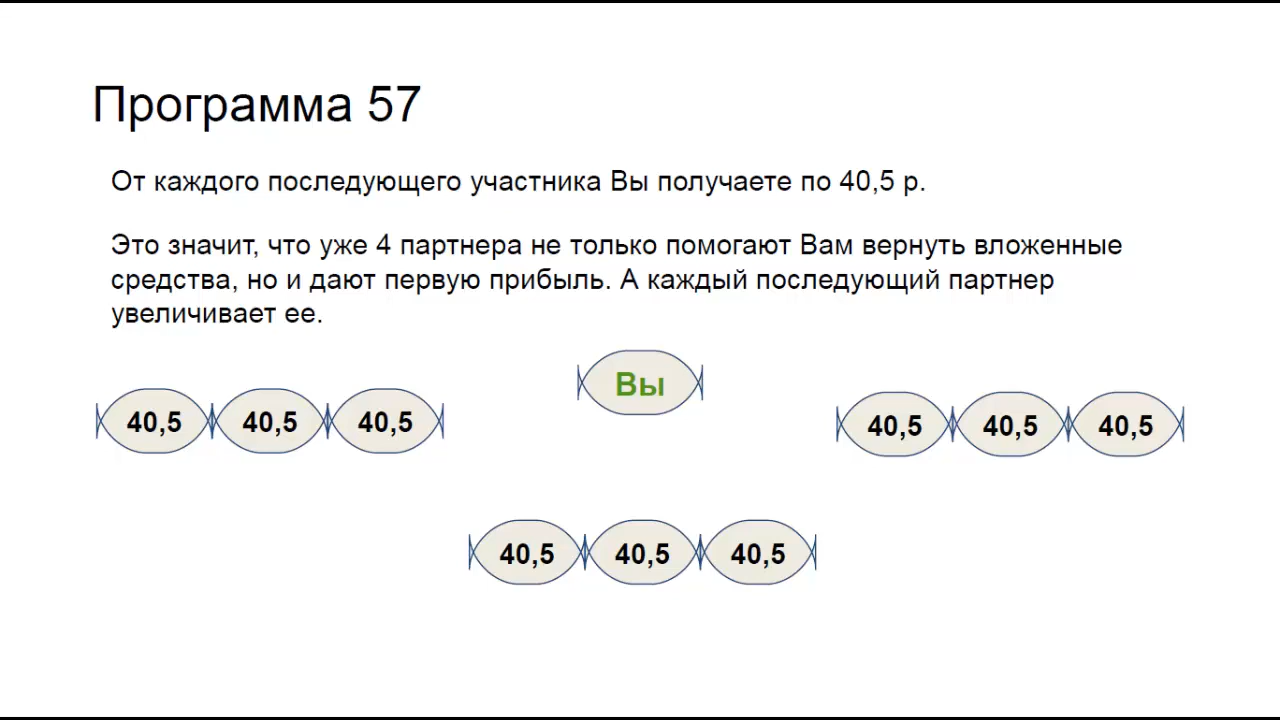 Программа 57
От каждого последующего участника Вы получаете по 40,5 р.
Это значит, что уже 4 партнера не только помогают Вам вернуть вложенные
средства, но и дают первую прибыль. А каждый последующий партнер
увеличивает ее.
Вы
40,5 40,5 40,5
40,5 40,5 40,5
40,5 40,5 40,5